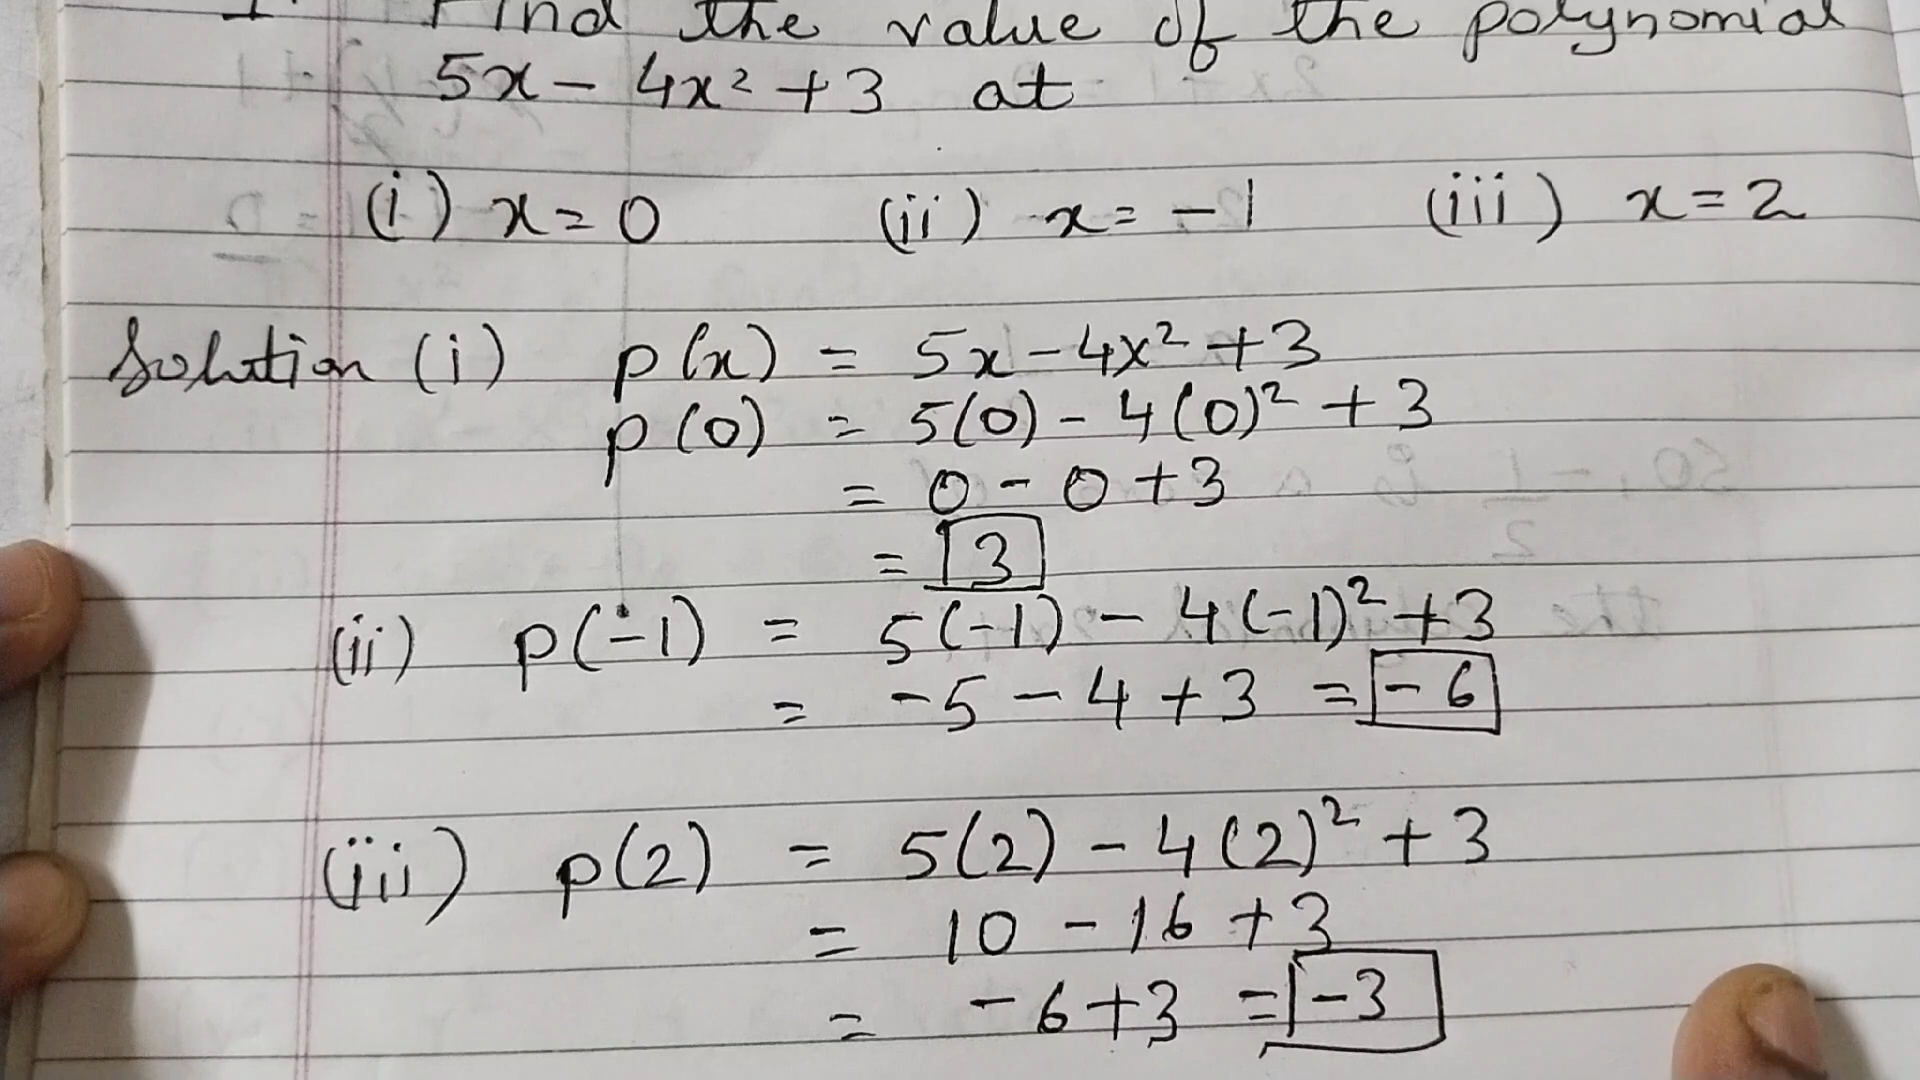 1. Find the value of the polynomial
5x - 4x² + 3 at
(i) x = 0 (ii) x = -1 (iii) x = 2
Solution (i) p(x) = 5x - 4x² + 3
p(0) = 5(0) - 4(0)² + 3
= 0 - 0 + 3
= 3
(ii) p(-1) = 5(-1) - 4(-1)² + 3
= -5 - 4 + 3 = -6
(iii) p(2) = 5(2) - 4(2)² + 3
= 10 - 16 + 3
= -6 + 3 = -3